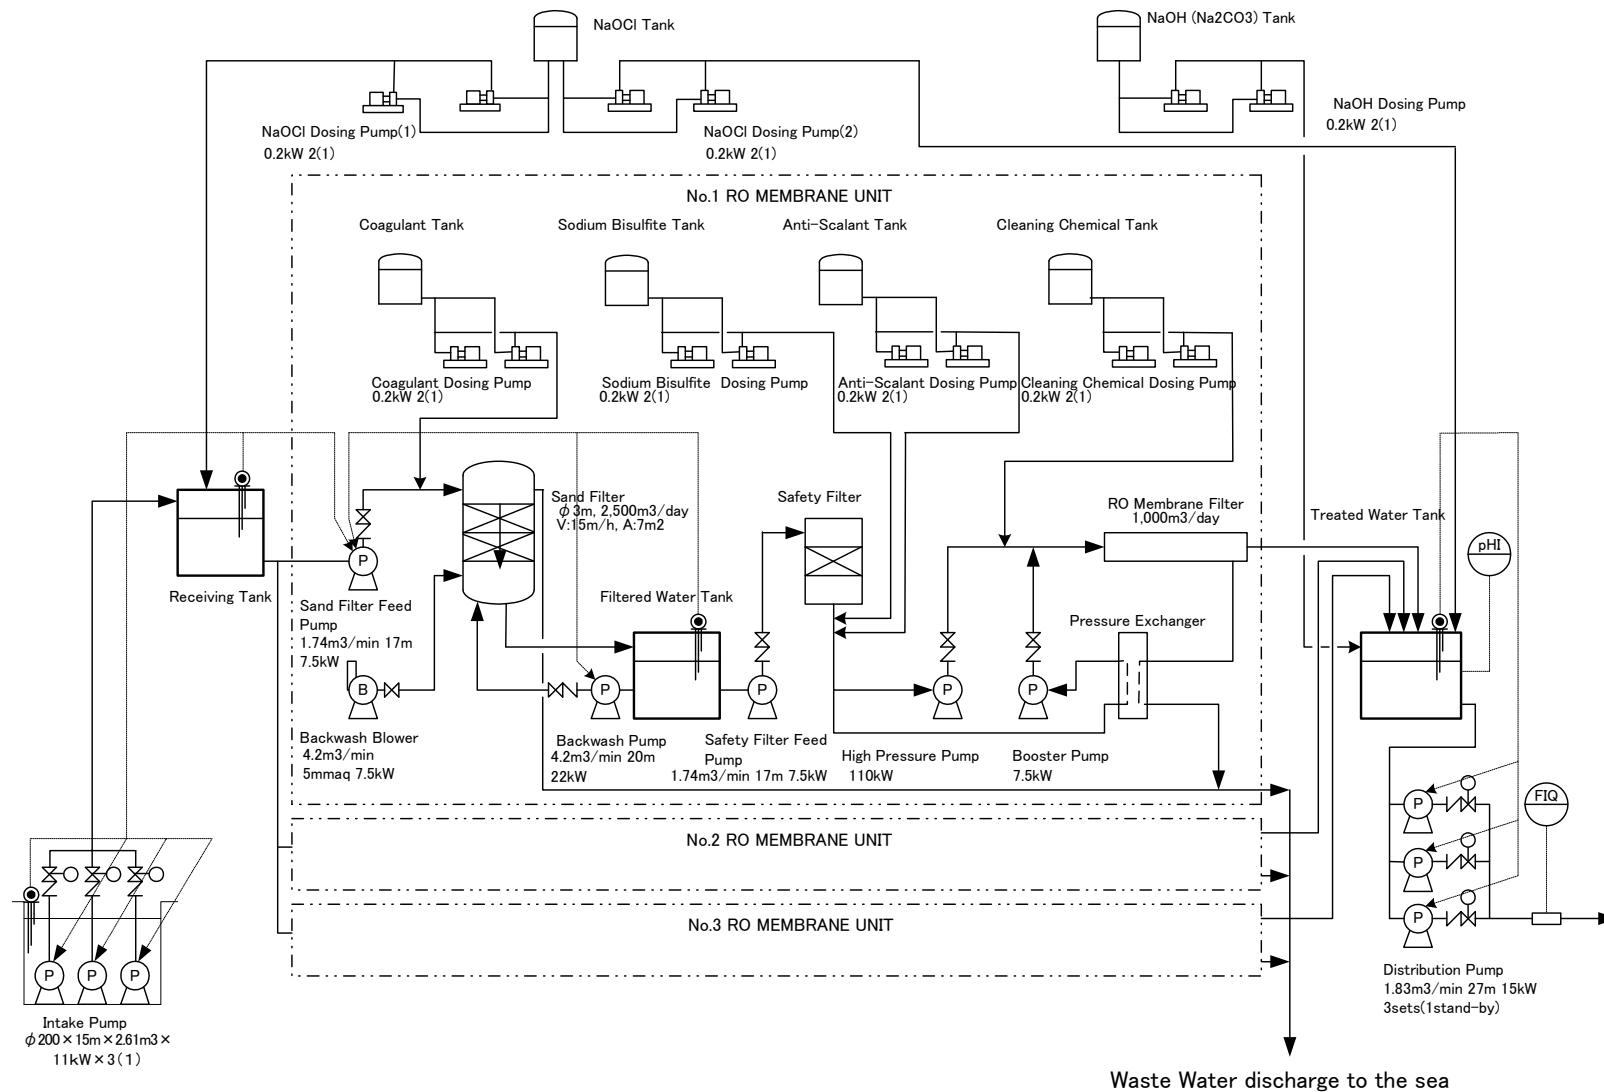 NaOCl Tank
NaOH (Na2CO3) Tank
NaOCl Dosing Pump(1)
0.2kW 2(1)
NaOCl Dosing Pump(2)
0.2kW 2(1)
NaOH Dosing Pump
0.2kW 2(1)
No.1 RO MEMBRANE UNIT
Coagulant Tank
Sodium Bisulfite Tank
Anti-Scalant Tank
Cleaning Chemical Tank
Coagulant Dosing Pump
0.2kW 2(1)
Sodium Bisulfite Dosing Pump
0.2kW 2(1)
Anti-Scalant Dosing Pump
0.2kW 2(1)
Cleaning Chemical Dosing Pump
0.2kW 2(1)
Receiving Tank
P
Sand Filter Feed
Pump
1.74m3/min 17m
7.5kW
B
Backwash Blower
4.2m3/min
5mmaq 7.5kW
Sand Filter
φ3m, 2,500m3/day
V:15m/h, A:7m2
Filtered Water Tank
P
Backwash Pump
4.2m3/min 20m
22kW
P
Safety Filter Feed
Pump
1.74m3/min 17m 7.5kW
Safety Filter
P
High Pressure Pump
110kW
P
Booster Pump
7.5kW
RO Membrane Filter
1,000m3/day
Pressure Exchanger
Treated Water Tank
pHI
FIQ
P
P
P
Distribution Pump
1.83m3/min 27m 15kW
3sets(1stand-by)
No.2 RO MEMBRANE UNIT
No.3 RO MEMBRANE UNIT
P
P
P
Intake Pump
φ200×15m×2.61m3×
11kW×3(1)
Waste Water discharge to the sea